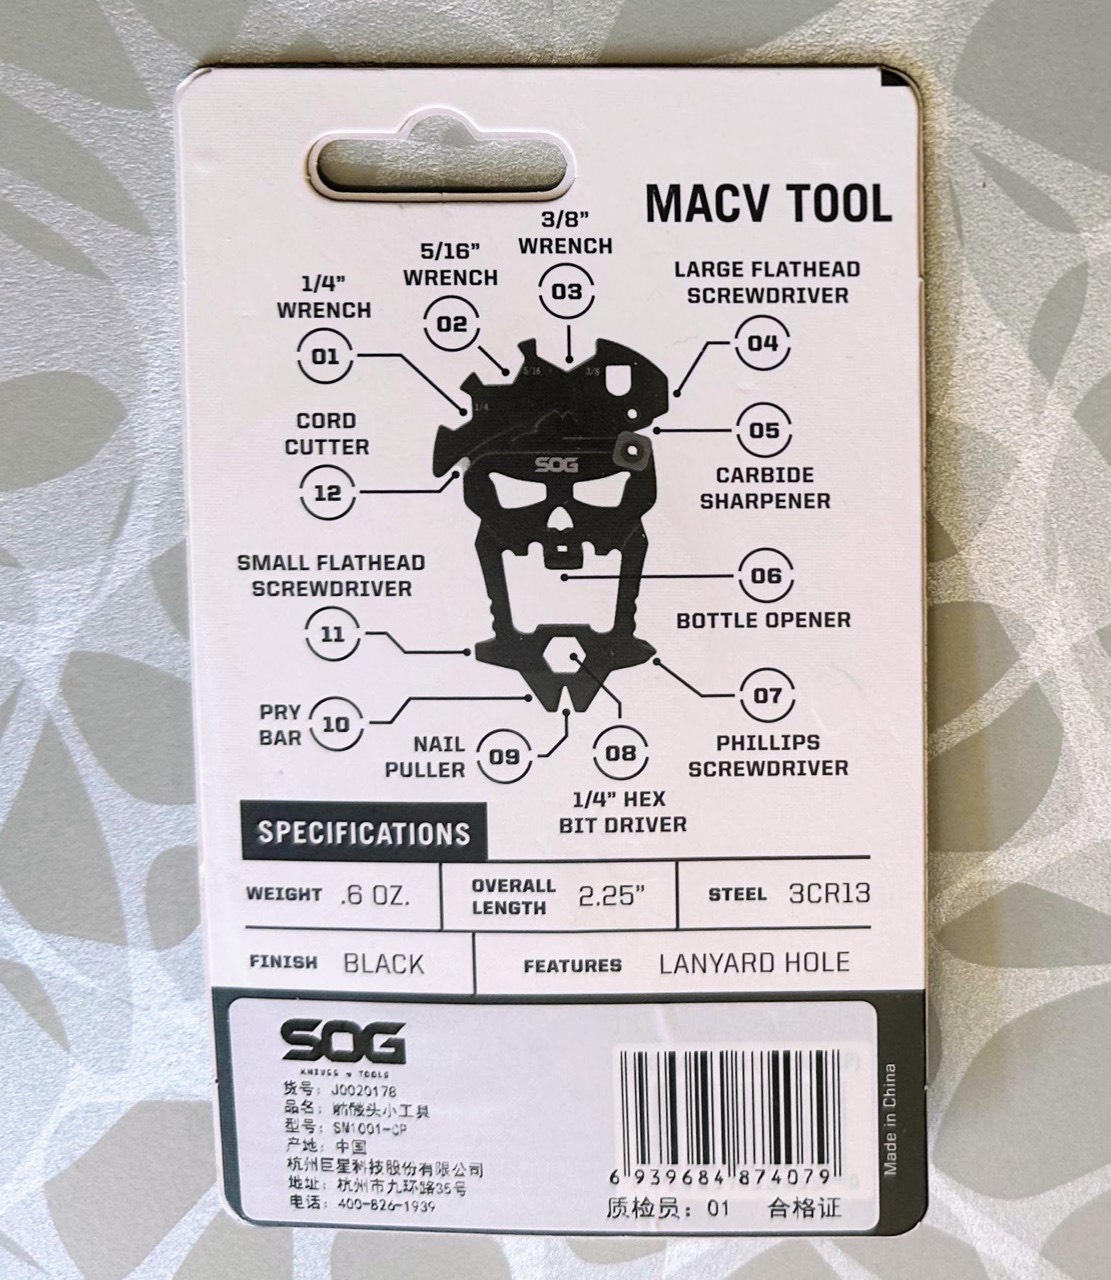 MACV TOOL
3/8”
WRENCH
03
5/16”
WRENCH
02
1/4”
WRENCH
01
LARGE FLATHEAD
SCREWDRIVER
04
5/16
3/8
1/4
CORD
CUTTER
12
05
CARBIDE
SHARPENER
SOG
SMALL FLATHEAD
SCREWDRIVER
11
06
BOTTLE OPENER
PRY
BAR
10
NAIL
PULLER
09
08
1/4” HEX
BIT DRIVER
07
PHILLIPS
SCREWDRIVER
SPECIFICATIONS
WEIGHT .6 OZ.
OVERALL
LENGTH 2.25”
STEEL 3CR13
FINISH BLACK
FEATURES LANYARD HOLE
SOG
KNIVES & TOOLS
货号：J0020178
品名：骷髅头小工具
型号：SM1001-CP
产地：中国
杭州巨星科技股份有限公司
地址：杭州市九环路35号
电话：400-826-1939
6 939684 874079
质检员：01 合格证
Made in China